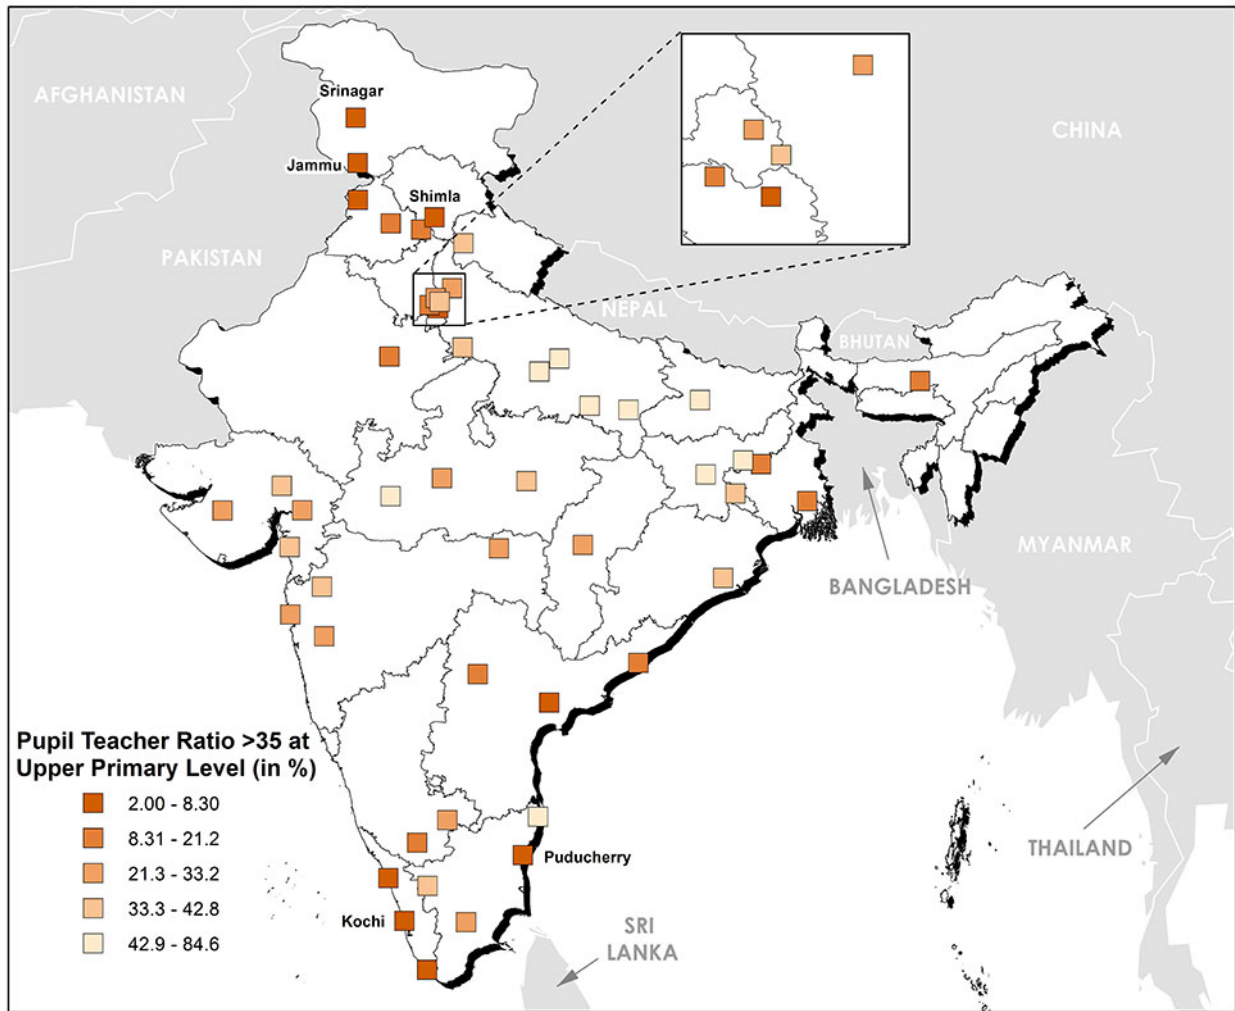 Srinagar
AFGHANISTAN
CHINA
Jammu
Shimla
PAKISTAN
NEPAL
BHUTAN
MYANMAR
BANGLADESH
Pupil Teacher Ratio >35 at
Upper Primary Level (in %)
2.00 - 8.30
8.31 - 21.2
21.3 - 33.2
33.3 - 42.8
42.9 - 84.6
THAILAND
Puducherry
Kochi
SRI
LANKA